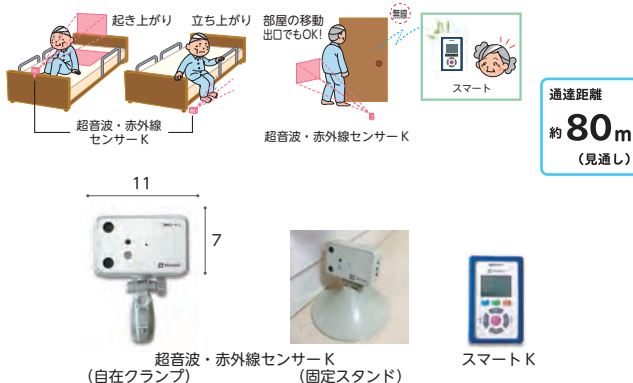 起き上がり
立ち上がり
部屋の移動
出口でもOK!
無線
スマート
超音波・赤外線
センサーK
超音波・赤外線センサーK
通達距離
約80m
(見通し)
11
7
超音波・赤外線センサーK
(自在クランプ)
(固定スタンド)
スマートK